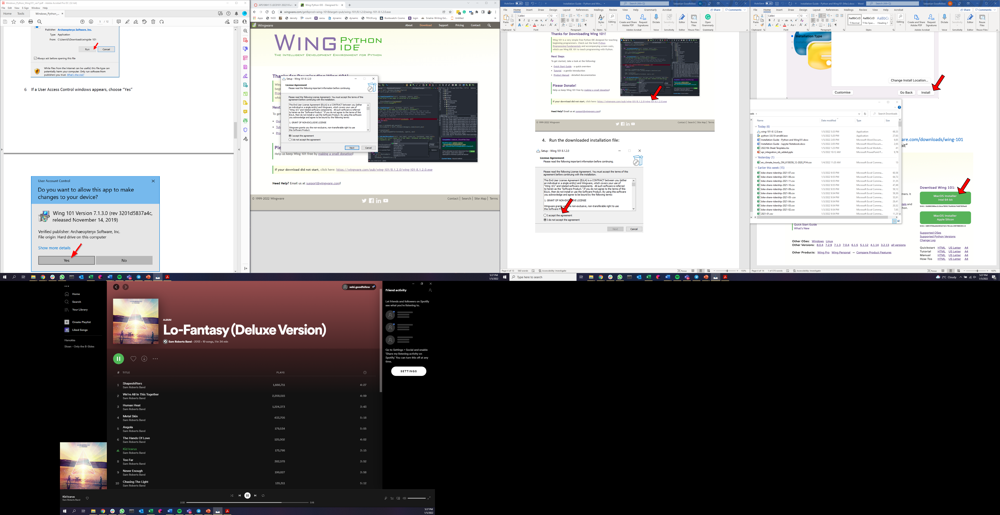 Windows_Python_Wing101_ver7.pdf - Adobe Acrobat Pro DC (32-bit)
File Edit View E-Sign Window Help
Home Tools Windows_Python_...
5 / 12
Publisher: Archaeopteryx Software, Inc.
Type: Application
From: C:\Users\E\Downloads\wingide-101-
Run Cancel
Always ask before opening this file
While files from the Internet can be useful, this file type can
potentially harm your computer. Only run software from
publishers you trust. What's the risk?
6 If a User Access Control windows appears, choose “Yes”
User Account Control
Do you want to allow this app to make
changes to your device?
Wing 101 Version 7.1.3.0 (rev 3201d5837a4c,
released November 14, 2019)
Verified publisher: Archaeopteryx Software, Inc.
File origin: Hard drive on this computer
Show more details
Yes No
APS106H1 S LEC0101 20221:Fun
Wing Python IDE - Designed for
wingware.com/get&prod=wing-101&target=pub/wing-101/8.1.2.0/wing-101-8.1.2.0.exe
Apps NGD density count carou dynamic dynamic TRVLR.org Bootswatch: Cosmo login Sinatra: Writing Ext... Untitled
Wingware About Download Support Pricing Contact
WING PYTHON IDE
THE INTELLIGENT DEVELOPMENT ENVIRONMENT FOR PYTHON
Thanks for Downloading Wing 101!
Setup - Wing 101 8.1.2.0
License Agreement
Please read the following important information before continuing.
Please read the following License Agreement. You must accept the terms of this
agreement before continuing with the installation.
This End User License Agreement (EULA) is a CONTRACT between you (either
an individual or a single entity) and Wingware, which covers your use of
"Wing 101" and related software components. All such software is referred
to herein as the "Software Product." If you do not agree to the terms of this
EULA, then do not install or use the Software Product. By using this software
you acknowledge and agree to be bound by the following terms:
1. GRANT OF NON-EXCLUSIVE LICENSE
Wingware grants you the non-exclusive, non-transferable right to use
this Software Product.
I accept the agreement
I do not accept the agreement
Next Cancel
Help us keep Wing 101 free by making a small donation!
If your download did not start, click here: https://wingware.com/pub/wing-101/8.1.2.0/wing-101-8.1.2.0.exe
Need Help? Email us at support@wingware.com!
© 1999-2022 Wingware
Contact | Search | Site Map | Terms
5:37 PM
1/5/2022
AutoSave Off Installation Guide - Python and Win... Search (Alt+Q) Sebastian Goodfellow SG
File Home Insert Draw Design Layout References Mailings Review View Help Grammarly Acrobat Share Comments
Calibri 12
Paste Styles Editing Create and Share Adobe PDF Request Signatures Dictate Sensitivity Editor Reuse Files Open Grammarly
Clipboard Font Paragraph Styles Adobe Acrobat Voice Sensitivity Editor Reuse Files Grammarly
Thanks for Downloading Wing 101!
Wing 101 is a very simple free Python IDE designed for teaching
beginning programmers. Check out the book Python
Programming Fundamentals and accompanying screen casts,
which use Wing IDE 101 to teach programming with Python.
Next Steps
To get started, take a look at the following:
• Quick Start Guide - a quick overview
• Tutorial - a gentle introduction
• Product Manual - detailed documentation
Please Donate!
Help us keep Wing 101 free by making a small donation!
If your download did not start, click here: https://wingware.com/pub/wing-101/8.1.2.0/wing-101-8.1.2.0.exe
Need Help? Email us at support@wingware.com!
© 1999-2022 Wingware
Contact | Search | Site Map | Terms
4. Run the downloaded installation file:
Setup - Wing 101 8.1.2.0
License Agreement
Please read the following important information before continuing.
Please read the following License Agreement. You must accept the terms of this
agreement before continuing with the installation.
This End User License Agreement (EULA) is a CONTRACT between you (either
an individual or a single entity) and Wingware, which covers your use of
"Wing 101" and related software components. All such software is referred
to herein as the "Software Product." If you do not agree to the terms of this
EULA, then do not install or use the Software Product. By using this software
you acknowledge and agree to be bound by the following terms:
1. GRANT OF NON-EXCLUSIVE LICENSE
I accept the agreement
I do not accept the agreement
Next Cancel
Page 4 of 13 560 words Accessibility: Investigate Focus 150%
Type here to search
AutoSave Off Installation Guide - Python and Wing101 (Mac).docx - Word Search (Alt+Q) Sebastian Goodfellow SG
File Home Insert Draw Design Layout References Mailings Review View Help Acrobat Share Comments
Calibri 12
AaBbCcD AaBbCcD AaBbC
1 Normal 1 No Spac... Heading 1
Installation Type
Change Install Location...
Customise Go Back Install
Search Downloads
Name Date modified Type Size
Today (6)
wing-101-8.1.2.0.exe 1/5/2022 5:33 PM Application 69,33
python-3.8.10-amd64.exe 1/5/2022 5:20 PM Application 27,63
Installation Guide - Python and Wing101.docx 1/5/2022 2:05 PM Microsoft Word Docum... 9,85
Installation Guide - Jupyter Notebook.docx 1/5/2022 2:05 PM Microsoft Word Docum... 2,65
2022 RA Sheet Template.xlsx 1/5/2022 1:23 PM Microsoft Excel Worksh... 41
api_integration_ids_added.pptx 1/5/2022 10:12 AM Microsoft PowerPoint P... 9,78
Yesterday (1)
en_climate_hourly_ON_6158359_12-2020_P1H.csv 1/4/2022 11:20 AM Microsoft Excel Comma... 13
Earlier this week (15)
bike-share-ridership-2021-07.csv 1/3/2022 9:55 PM Microsoft Excel Comma... 60,58
bike-share-ridership-2021-08.csv 1/3/2022 9:55 PM Microsoft Excel Comma... 64,72
bike-share-ridership-2021-11.csv 1/3/2022 9:55 PM Microsoft Excel Comma... 31,35
bike-share-ridership-2021-10.csv 1/3/2022 9:55 PM Microsoft Excel Comma... 47,49
bike-share-ridership-2021-09.csv 1/3/2022 9:55 PM Microsoft Excel Comma... 59,12
bike-share-ridership-2021-06.csv 1/3/2022 9:54 PM Microsoft Excel Comma... 59,30
bike-share-ridership-2021-05-.csv 1/3/2022 9:54 PM Microsoft Excel Comma... 55,91
bike-share-ridership-2021-04.csv 1/3/2022 9:54 PM Microsoft Excel Comma... 29,41
bike-share-ridership-2021-03.csv 1/3/2022 9:54 PM Microsoft Excel Comma... 20,52
bike-share-ridership-2021-02.csv 1/3/2022 9:54 PM Microsoft Excel Comma... 7,65
2021-01.csv 1/3/2022 9:54 PM Microsoft Excel Comma... 11,25
are.com/downloads/wing-101
bit”
Download Wing 101:
MacOS Installer
Intel 64-bit
MacOS Installer
Apple Silicon
Quick Start Guide
What's New
Supported OSes
Supported Python Versions
Change Log
Other OSes: Windows Linux
Other Versions: 8.0.4 7.2.9 7.1.3 7.0.4 6.1.5 5.1.12 4.1.14 3.2.13 all versions
Other Products: Wing Pro Wing Personal — Compare Product Features
Quickstart HTML US Letter A4
Tutorial HTML US Letter A4
Manual HTML US Letter A4
How-Tos HTML US Letter A4
Page 4 of 14 1 of 570 words Accessibility: Investigate Focus 160%
2°C Cloudy 5:37 PM
1/5/2022
Home
Search
Your Library
Create Playlist
Liked Songs
Hanukka
Sloan - Only the B-Sides
sebi.goodfellow
ALBUM
Lo-Fantasy (Deluxe Version)
Sam Roberts Band • 2013 • 19 songs, 1 hr 34 min
# TITLE PLAYS
1 Shapeshifters 1,666,711 4:27
Sam Roberts Band
2 We're All In This Together 2,208,515 4:59
Sam Roberts Band
3 Human Heat 1,224,373 3:43
Sam Roberts Band
4 Metal Skin 433,705 5:18
Sam Roberts Band
5 Angola 179,534 5:05
Sam Roberts Band
6 The Hands Of Love 125,002 4:02
Sam Roberts Band
Kid Icarus 175,798 3:15
Sam Roberts Band
8 Too Far 382,578 3:52
Sam Roberts Band
9 Never Enough 199,827 3:58
Sam Roberts Band
10 Chasing The Light 135,311 5:12
Sam Roberts Band
Friend activity
Let friends and followers on Spotify
see what you're listening to.
Go to Settings > Social and enable
'Share my listening activity on
Spotify.' You can turn this off at any
time.
SETTINGS
Kid Icarus
Sam Roberts Band
2:32 3:15
5:37 PM
1/5/2022